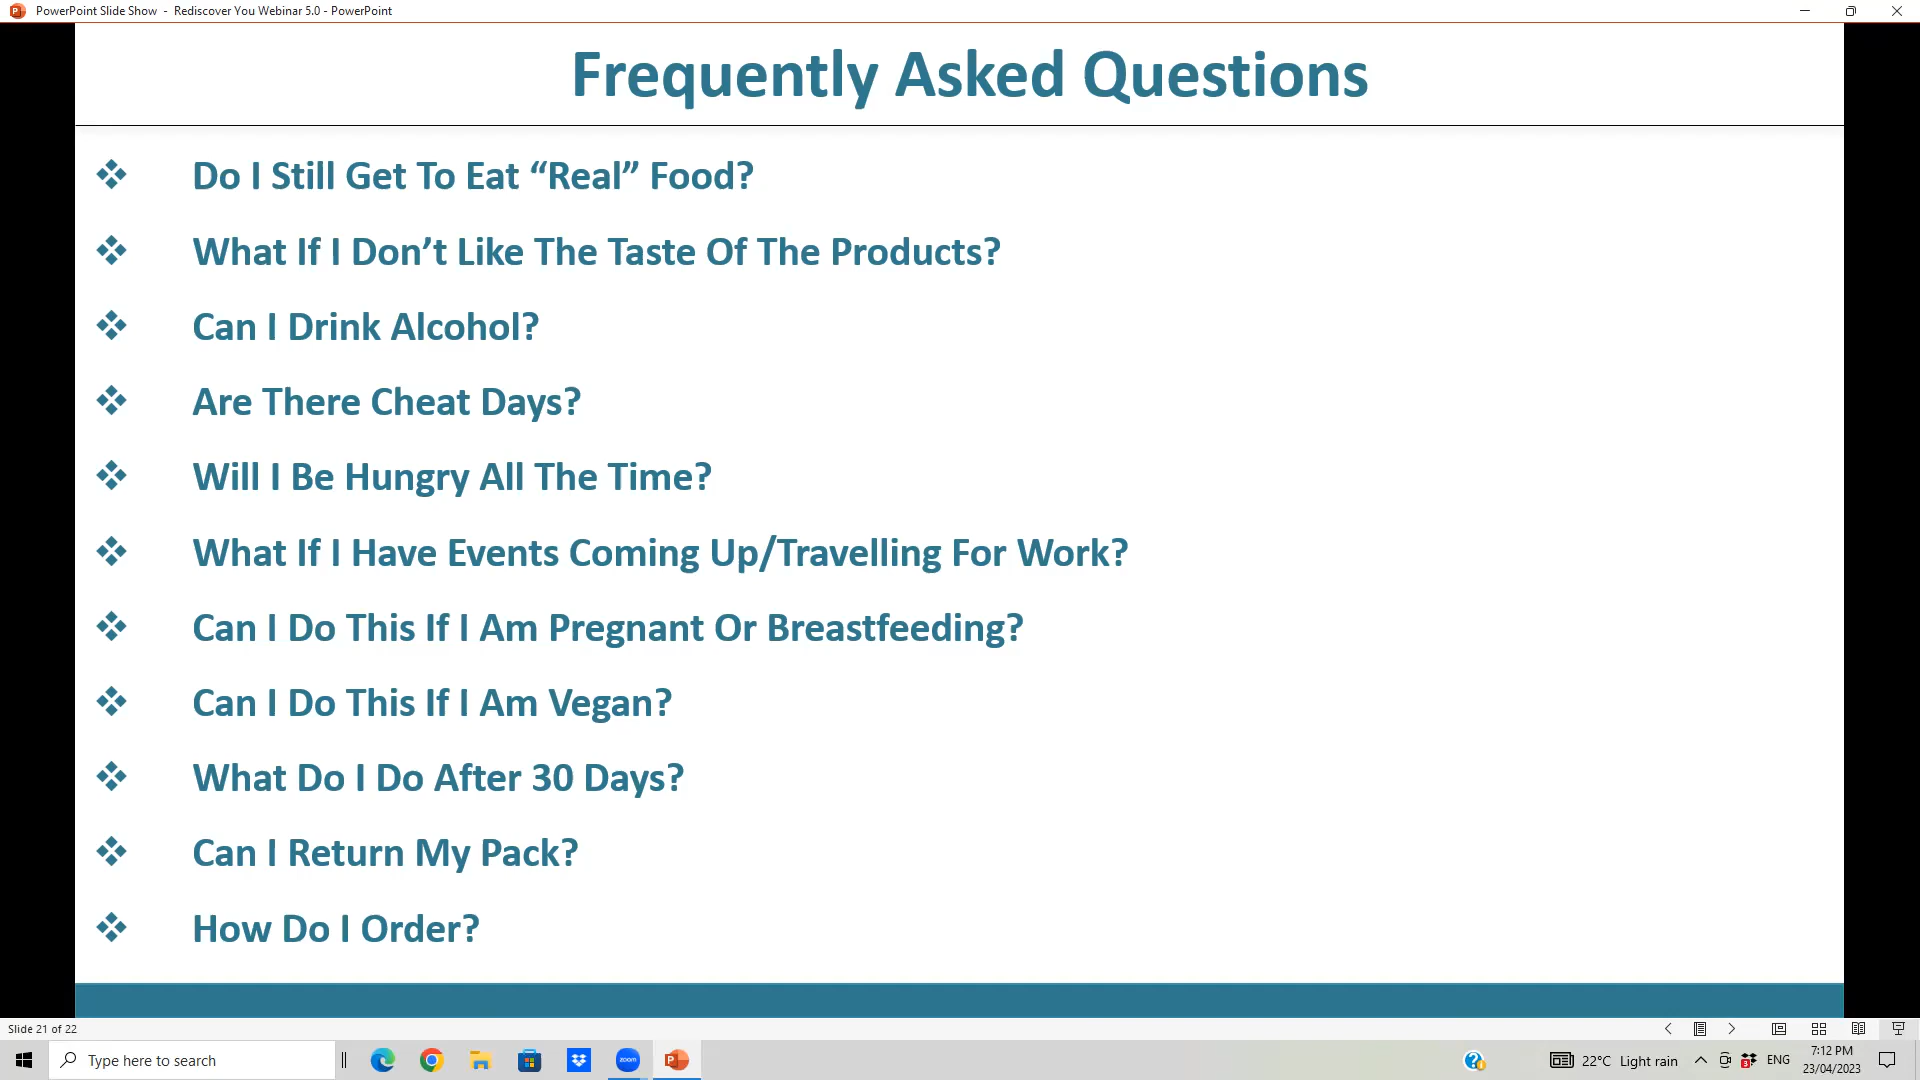 PowerPoint Slide Show - Rediscover You Webinar 5.0 - PowerPoint
Frequently Asked Questions
Do I Still Get To Eat “Real” Food?
What If I Don’t Like The Taste Of The Products?
Can I Drink Alcohol?
Are There Cheat Days?
Will I Be Hungry All The Time?
What If I Have Events Coming Up/Travelling For Work?
Can I Do This If I Am Pregnant Or Breastfeeding?
Can I Do This If I Am Vegan?
What Do I Do After 30 Days?
Can I Return My Pack?
How Do I Order?
Slide 21 of 22
Type here to search
zoom
22°C Light rain
3
ENG
7:12 PM
23/04/2023